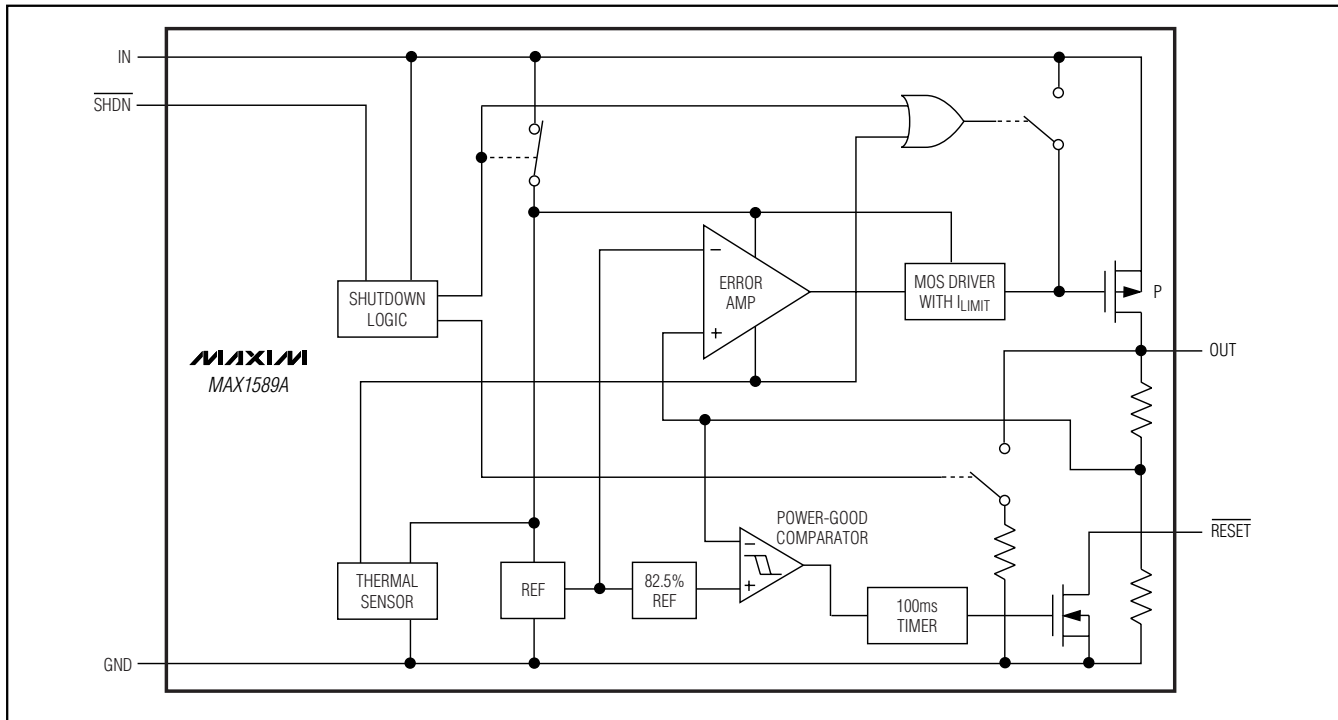 IN
SHDN
SHUTDOWN
LOGIC
ERROR
AMP
−
+
MOS DRIVER
WITH ILIMIT
P
OUT
MAXIM
MAX1589A
POWER-GOOD
COMPARATOR
−
+
RESET
THERMAL
SENSOR
REF
82.5%
REF
100ms
TIMER
GND